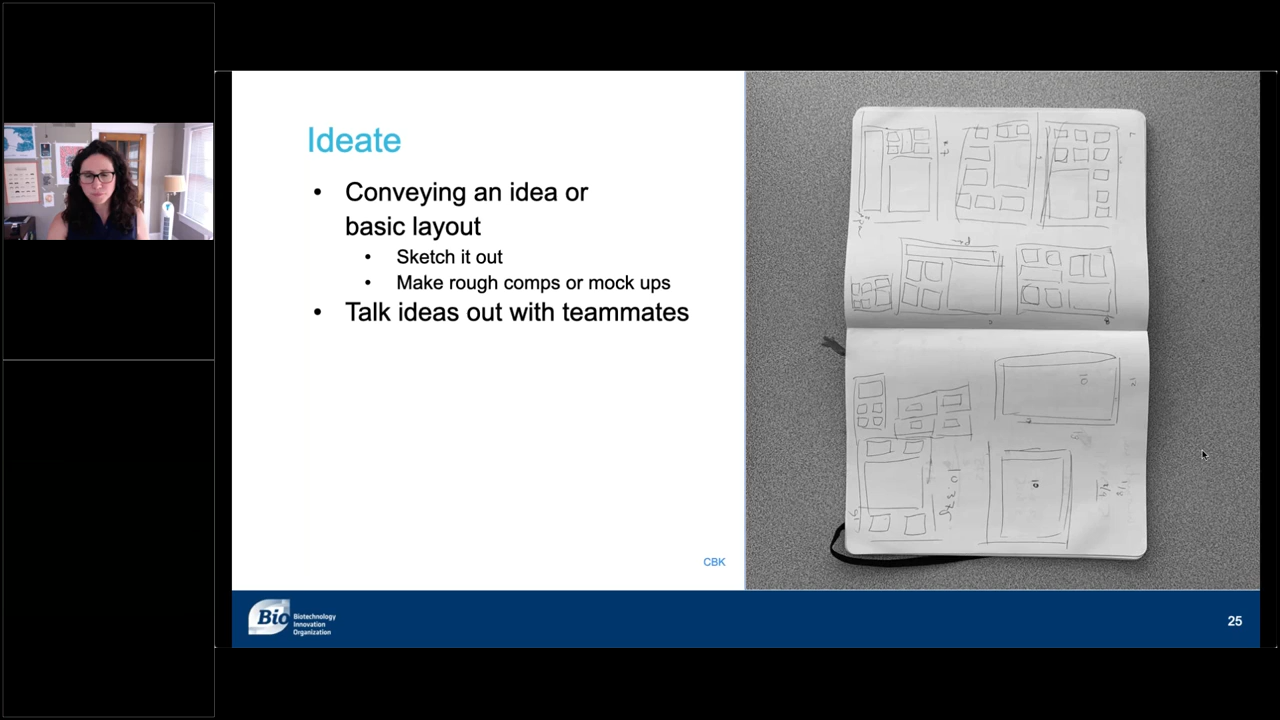 Ideate
• Conveying an idea or
basic layout
• Sketch it out
• Make rough comps or mock ups
• Talk ideas out with teammates
CBK
Bio
Biotechnology
Innovation
Organization
25